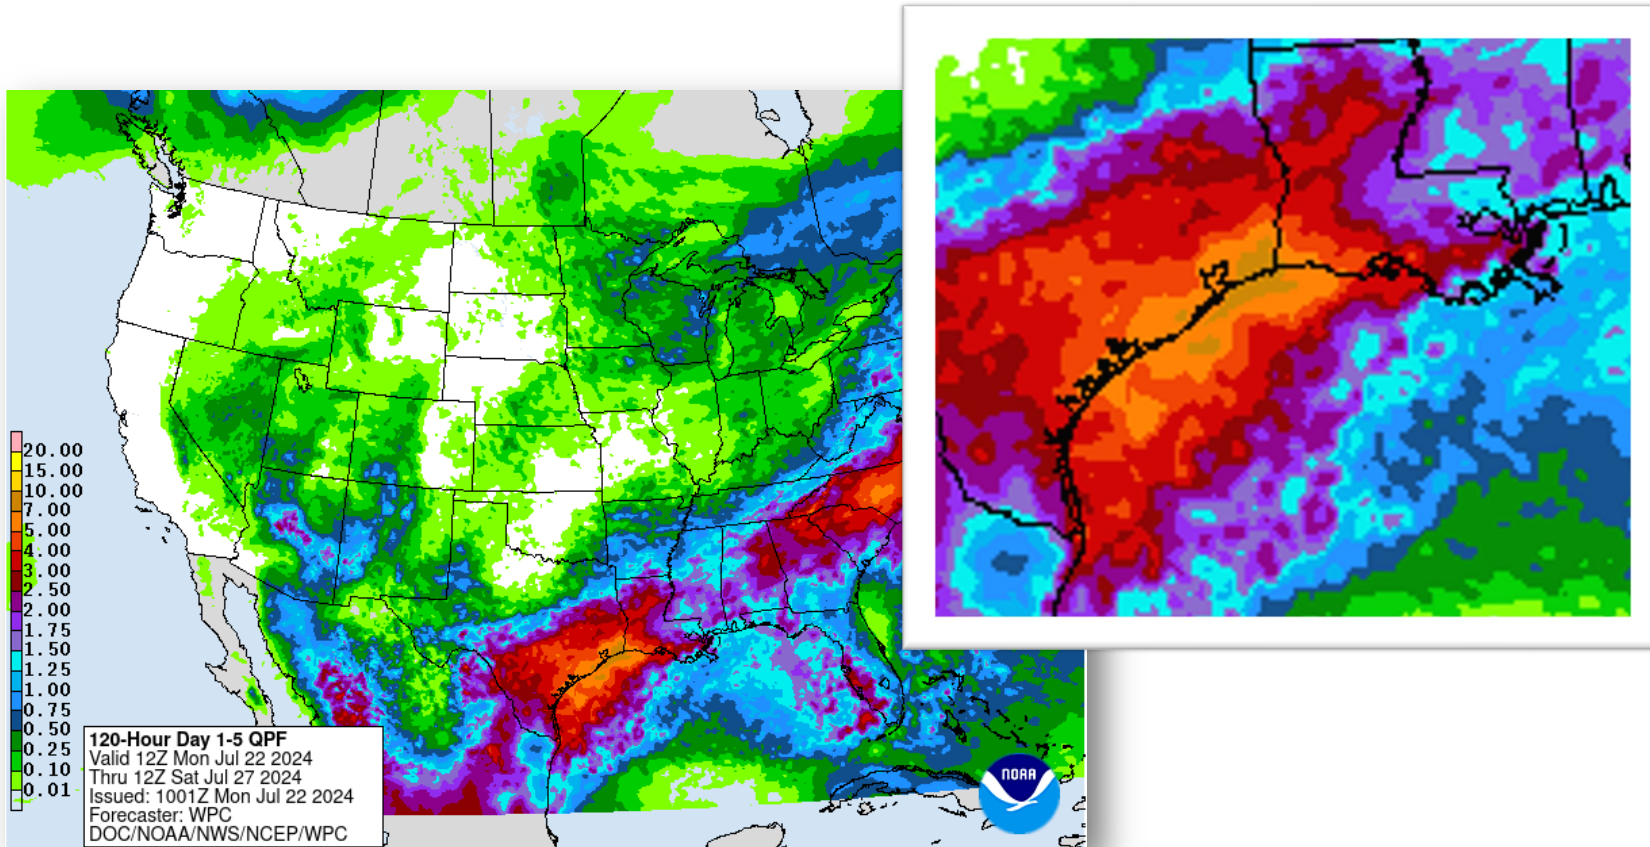 20.00
15.00
10.00
7.00
5.00
4.00
3.00
2.50
2.00
1.75
1.50
1.25
1.00
0.75
0.50
0.25
0.10
0.01
120-Hour Day 1-5 QPF
Valid 12Z Mon Jul 22 2024
Thru 12Z Sat Jul 27 2024
Issued: 1001Z Mon Jul 22 2024
Forecaster: WPC
DOC/NOAA/NWS/NCEP/WPC
NOAA